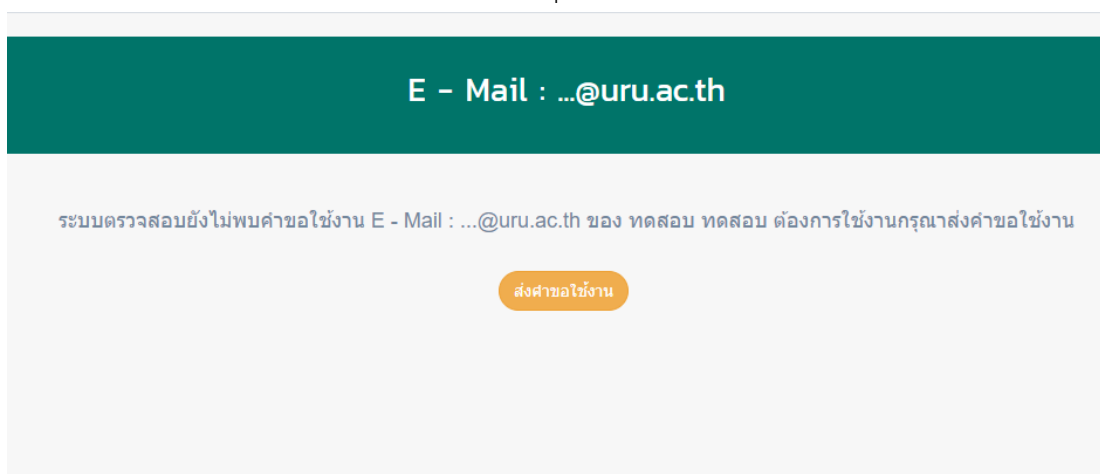 E - Mail : ...@uru.ac.th
ระบบตรวจสอบยังไม่พบคำขอใช้งาน E - Mail : ...@uru.ac.th ของ ทดสอบ ทดสอบ ต้องการใช้งานกรุณาส่งคำขอใช้งาน
ส่งคำขอใช้งาน